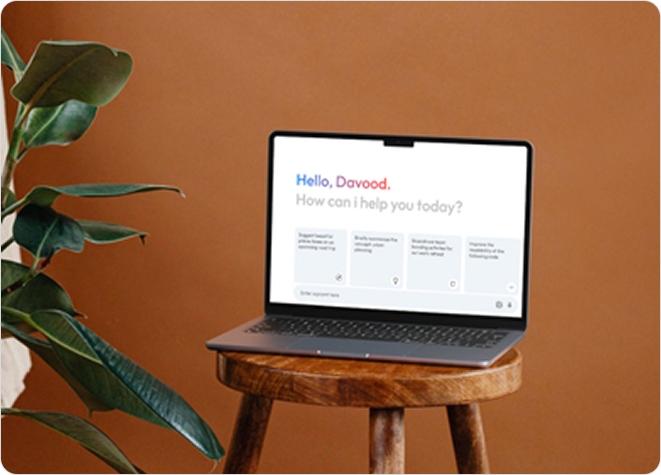 Hello, Davood.
How can i help you today?
Suggest beautiful
places to see on an
upcoming road trip
Briefly summarize this
concept: urban
planning
Brainstorm team
bonding activities for
our work retreat
Improve the
readability of the
following code
Enter a prompt here